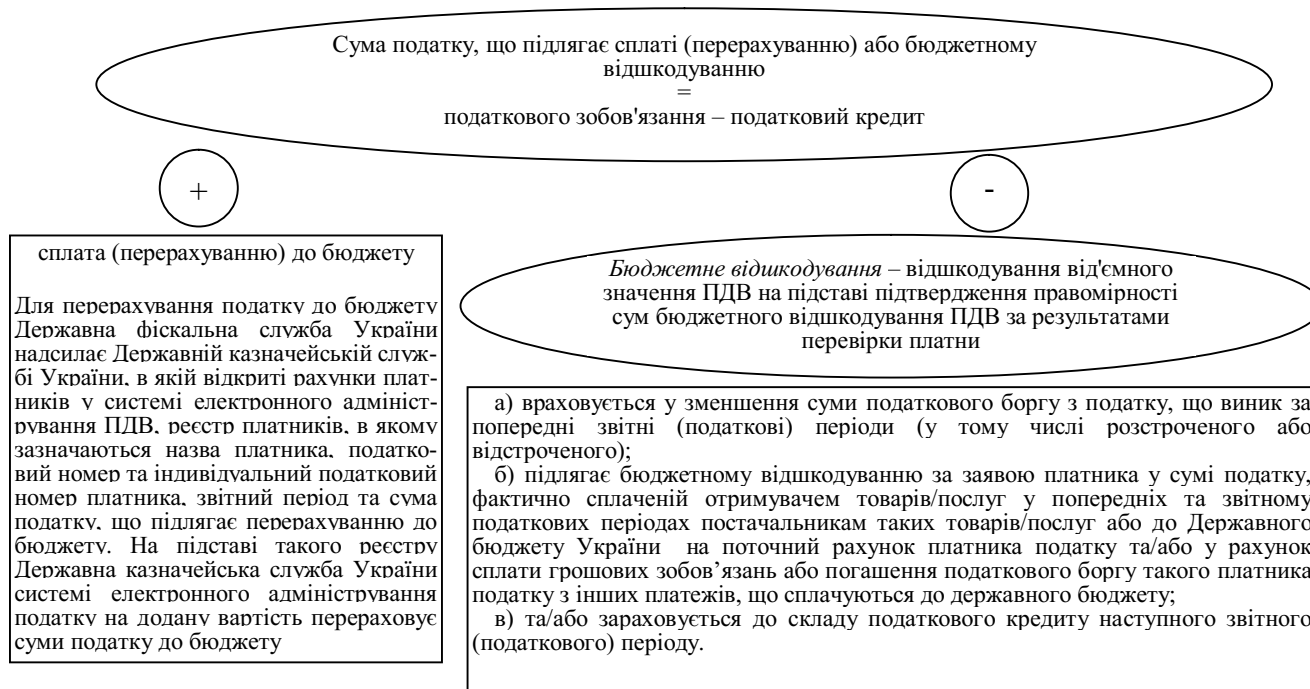 Сума податку, що підлягає сплаті (перерахуванню) або бюджетному
відшкодуванню
=
податкового зобов'язання – податковий кредит
+
-
сплата (перерахуванню) до бюджету
Для перерахування податку до бюджету
Державна фіскальна служба України
надсилає Державній казначейській служ-
бі України, в якій відкриті рахунки плат-
ників у системі електронного адмініст-
рування ПДВ, реєстр платників, в якому
зазначаються назва платника, податко-
вий номер та індивідуальний податковий
номер платника, звітний період та сума
податку, що підлягає перерахуванню до
бюджету. На підставі такого реєстру
Державна казначейська служба України
системі електронного адміністрування
податку на додану вартість перераховує
суми податку до бюджету
Бюджетне відшкодування – відшкодування від'ємного
значення ПДВ на підставі підтвердження правомірності
сум бюджетного відшкодування ПДВ за результатами
перевірки платни
а) враховується у зменшення суми податкового боргу з податку, що виник за
попередні звітні (податкові) періоди (у тому числі розстроченого або
відстроченого);
б) підлягає бюджетному відшкодуванню за заявою платника у сумі податку,
фактично сплаченій отримувачем товарів/послуг у попередніх та звітному
податкових періодах постачальникам таких товарів/послуг або до Державного
бюджету України на поточний рахунок платника податку та/або у рахунок
сплати грошових зобов’язань або погашення податкового боргу такого платника
податку з інших платежів, що сплачуються до державного бюджету;
в) та/або зараховується до складу податкового кредиту наступного звітного
(податкового) періоду.